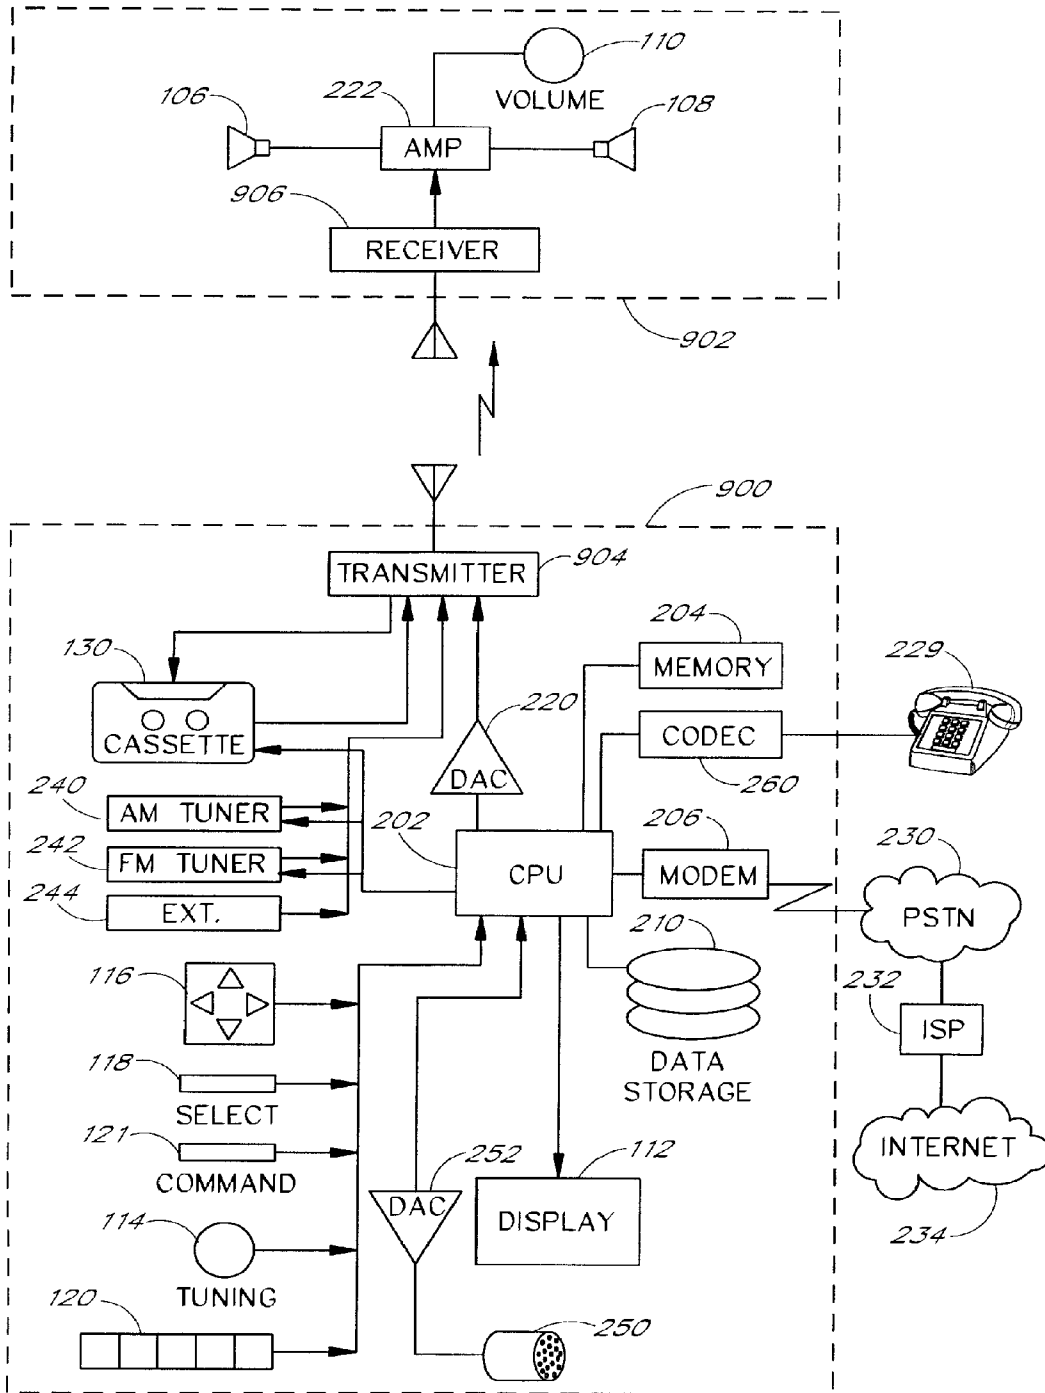 110
VOLUME
106
222
108
AMP
906
RECEIVER
902
900
TRANSMITTER
904
130
CASSETTE
220
DAC
204
MEMORY
229
CODEC
260
240
AM TUNER
202
206
230
242
FM TUNER
CPU
MODEM
PSTN
244
EXT.
210
116
232
ISP
DATA
STORAGE
118
SELECT
121
COMMAND
252
DAC
112
DISPLAY
INTERNET
234
114
TUNING
120
250